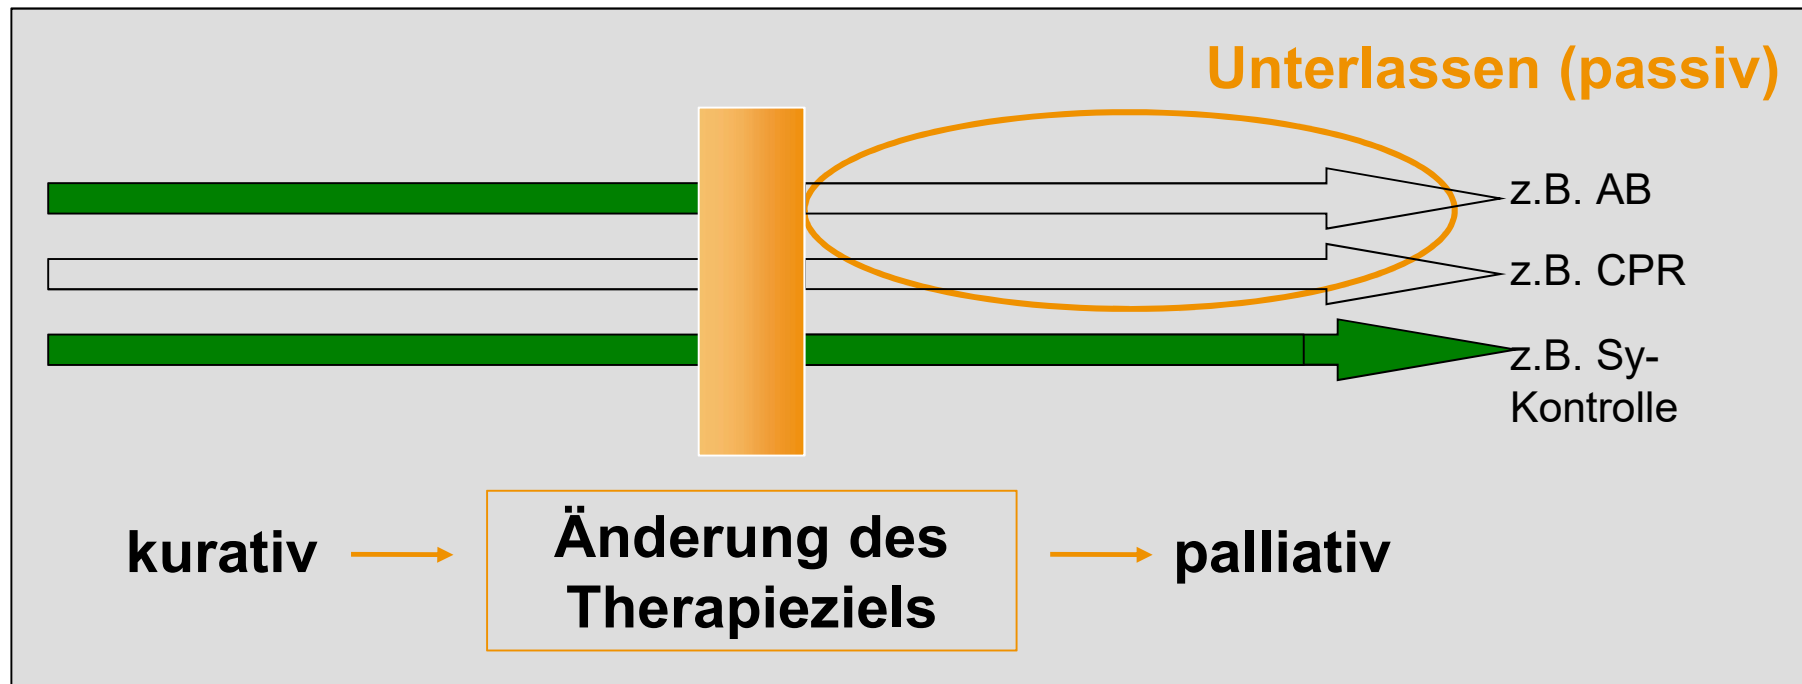 Unterlassen (passiv)
z.B. AB
z.B. CPR
z.B. Sy-
Kontrolle
kurativ
Änderung des
Therapieziels
palliativ